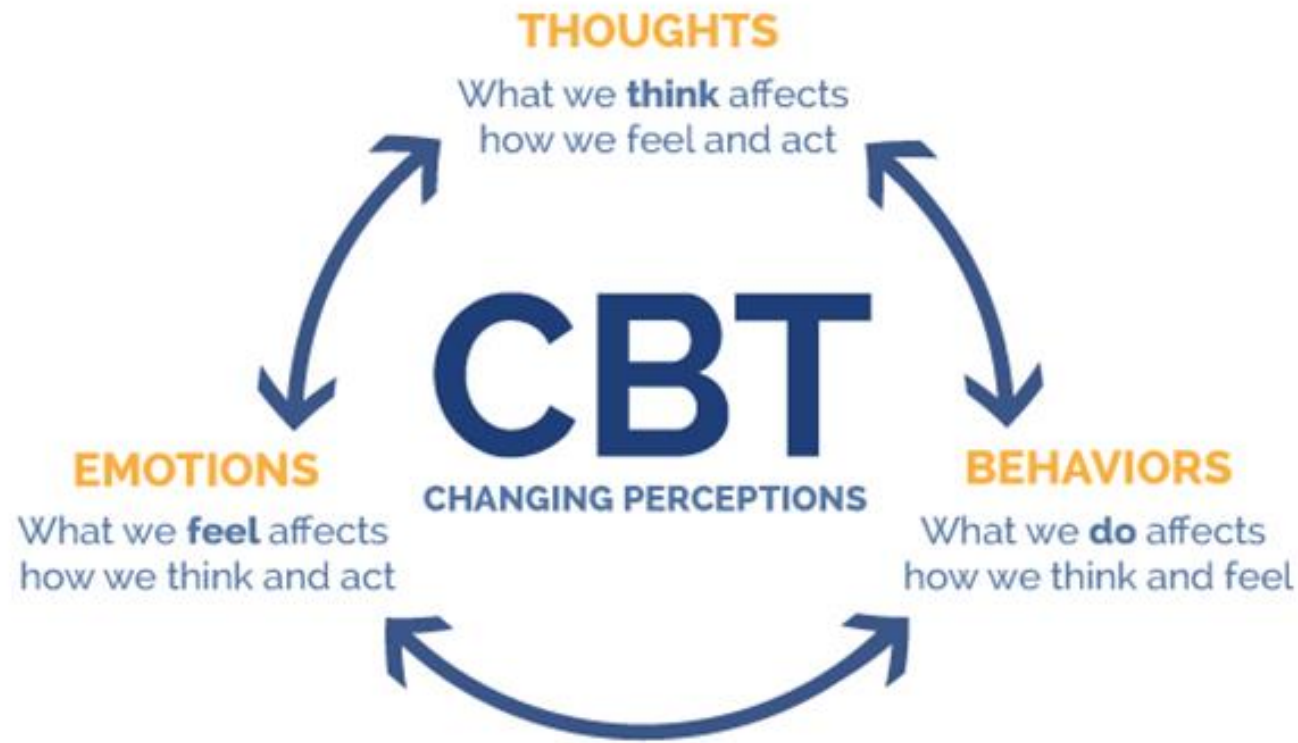 THOUGHTS
What we think affects
how we feel and act
CBT
CHANGING PERCEPTIONS
EMOTIONS
What we feel affects
how we think and act
BEHAVIORS
What we do affects
how we think and feel